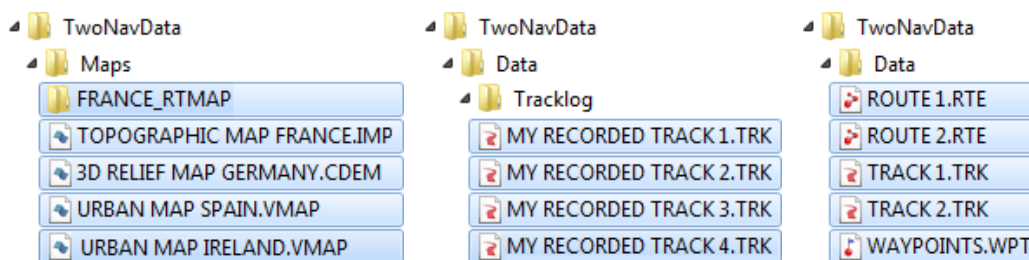 TwoNavData
Maps
FRANCE_RTMAP
TOPOGRAPHIC MAP FRANCE.IMP
3D RELIEF MAP GERMANY.CDEM
URBAN MAP SPAIN.VMAP
URBAN MAP IRELAND.VMAP
TwoNavData
Data
Tracklog
MY RECORDED TRACK 1.TRK
MY RECORDED TRACK 2.TRK
MY RECORDED TRACK 3.TRK
MY RECORDED TRACK 4.TRK
TwoNavData
Data
ROUTE 1.RTE
ROUTE 2.RTE
TRACK 1.TRK
TRACK 2.TRK
WAYPOINTS.WPT